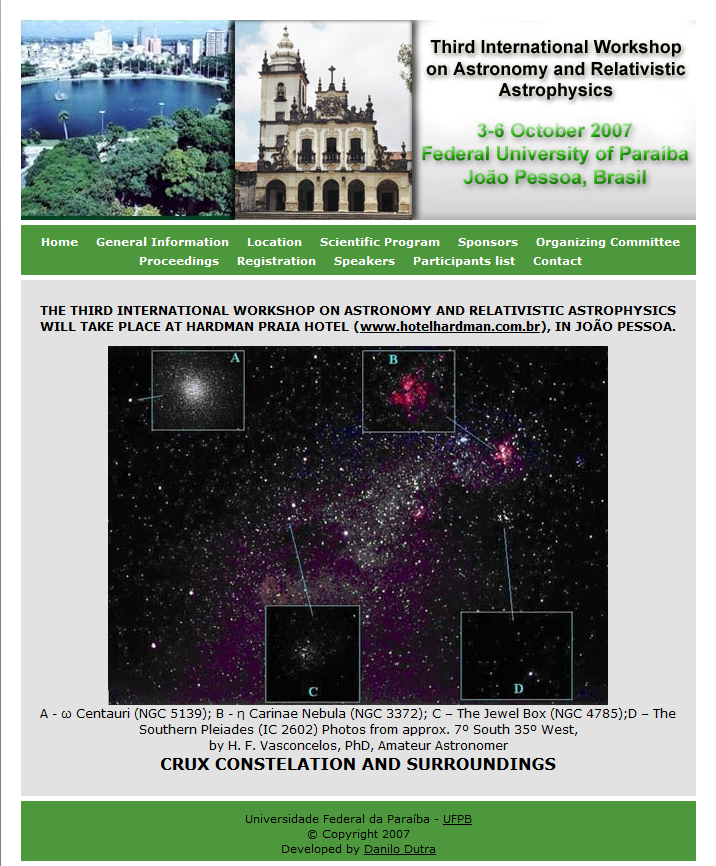 Third International Workshop
on Astronomy and Relativistic
Astrophysics
3-6 October 2007
Federal University of Paraíba
João Pessoa, Brasil
Home General Information Location Scientific Program Sponsors Organizing Committee
Proceedings Registration Speakers Participants list Contact
THE THIRD INTERNATIONAL WORKSHOP ON ASTRONOMY AND RELATIVISTIC ASTROPHYSICS
WILL TAKE PLACE AT HARDMAN PRAIA HOTEL (www.hotelhardman.com.br), IN JOÃO PESSOA.
A
B
C
D
A - ω Centauri (NGC 5139); B - η Carinae Nebula (NGC 3372); C – The Jewel Box (NGC 4785);D – The
Southern Pleiades (IC 2602) Photos from approx. 7º South 35º West,
by H. F. Vasconcelos, PhD, Amateur Astronomer
CRUX CONSTELATION AND SURROUNDINGS
Universidade Federal da Paraíba - UFPB
© Copyright 2007
Developed by Danilo Dutra